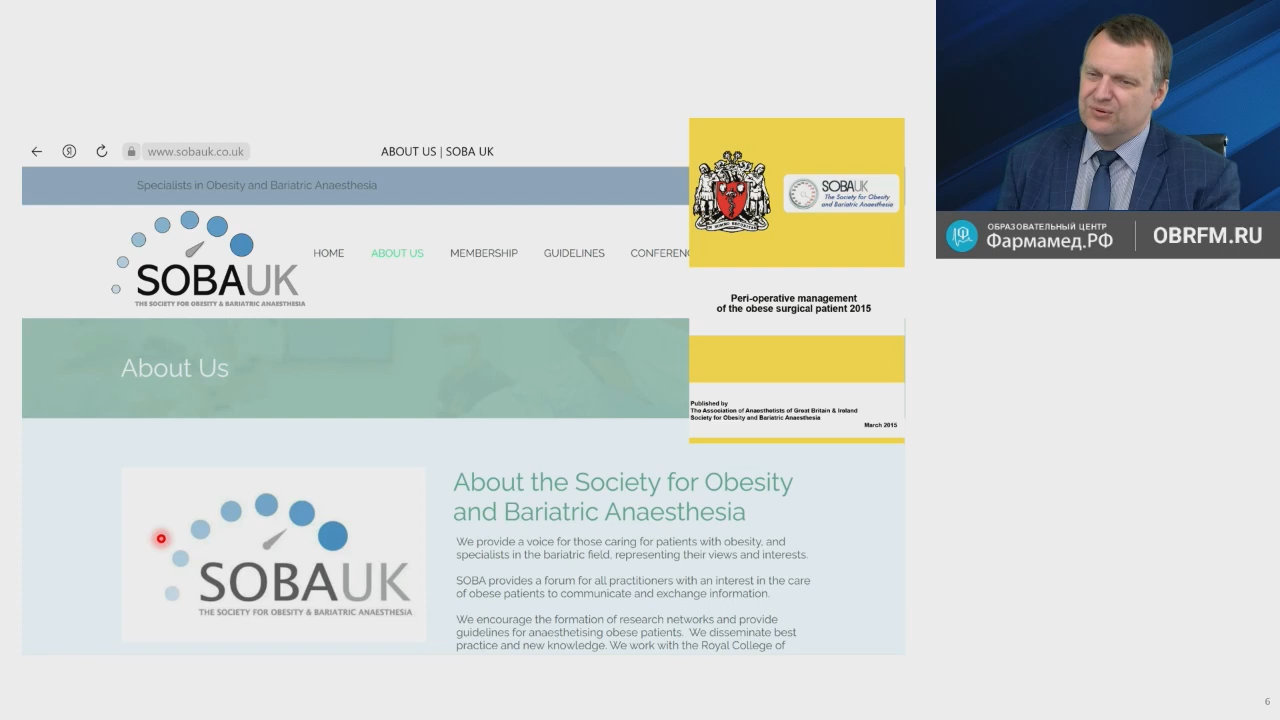 www.sobauk.co.uk
ABOUT US | SOBA UK
Specialists in Obesity and Bariatric Anaesthesia
SOBAUK
THE SOCIETY FOR OBESITY & BARIATRIC ANAESTHESIA
HOME
ABOUT US
MEMBERSHIP
GUIDELINES
CONFERENC
SOBAUK
The Society for Obesity
and Bariatric Anaesthesia
Peri-operative management
of the obese surgical patient 2015
Published by
The Association of Anaesthetists of Great Britain & Ireland
Society for Obesity and Bariatric Anaesthesia
March 2015
About Us
SOBAUK
THE SOCIETY FOR OBESITY & BARIATRIC ANAESTHESIA
About the Society for Obesity
and Bariatric Anaesthesia
We provide a voice for those caring for patients with obesity, and
specialists in the bariatric field, representing their views and interests.
SOBA provides a forum for all practitioners with an interest in the care
of obese patients to communicate and exchange information.
We encourage the formation of research networks and provide
guidelines for anaesthetising obese patients. We disseminate best
practice and new knowledge. We work with the Royal College of
ОБРАЗОВАТЕЛЬНЫЙ ЦЕНТР
Фармамед.РФ
OBRFM.RU
6